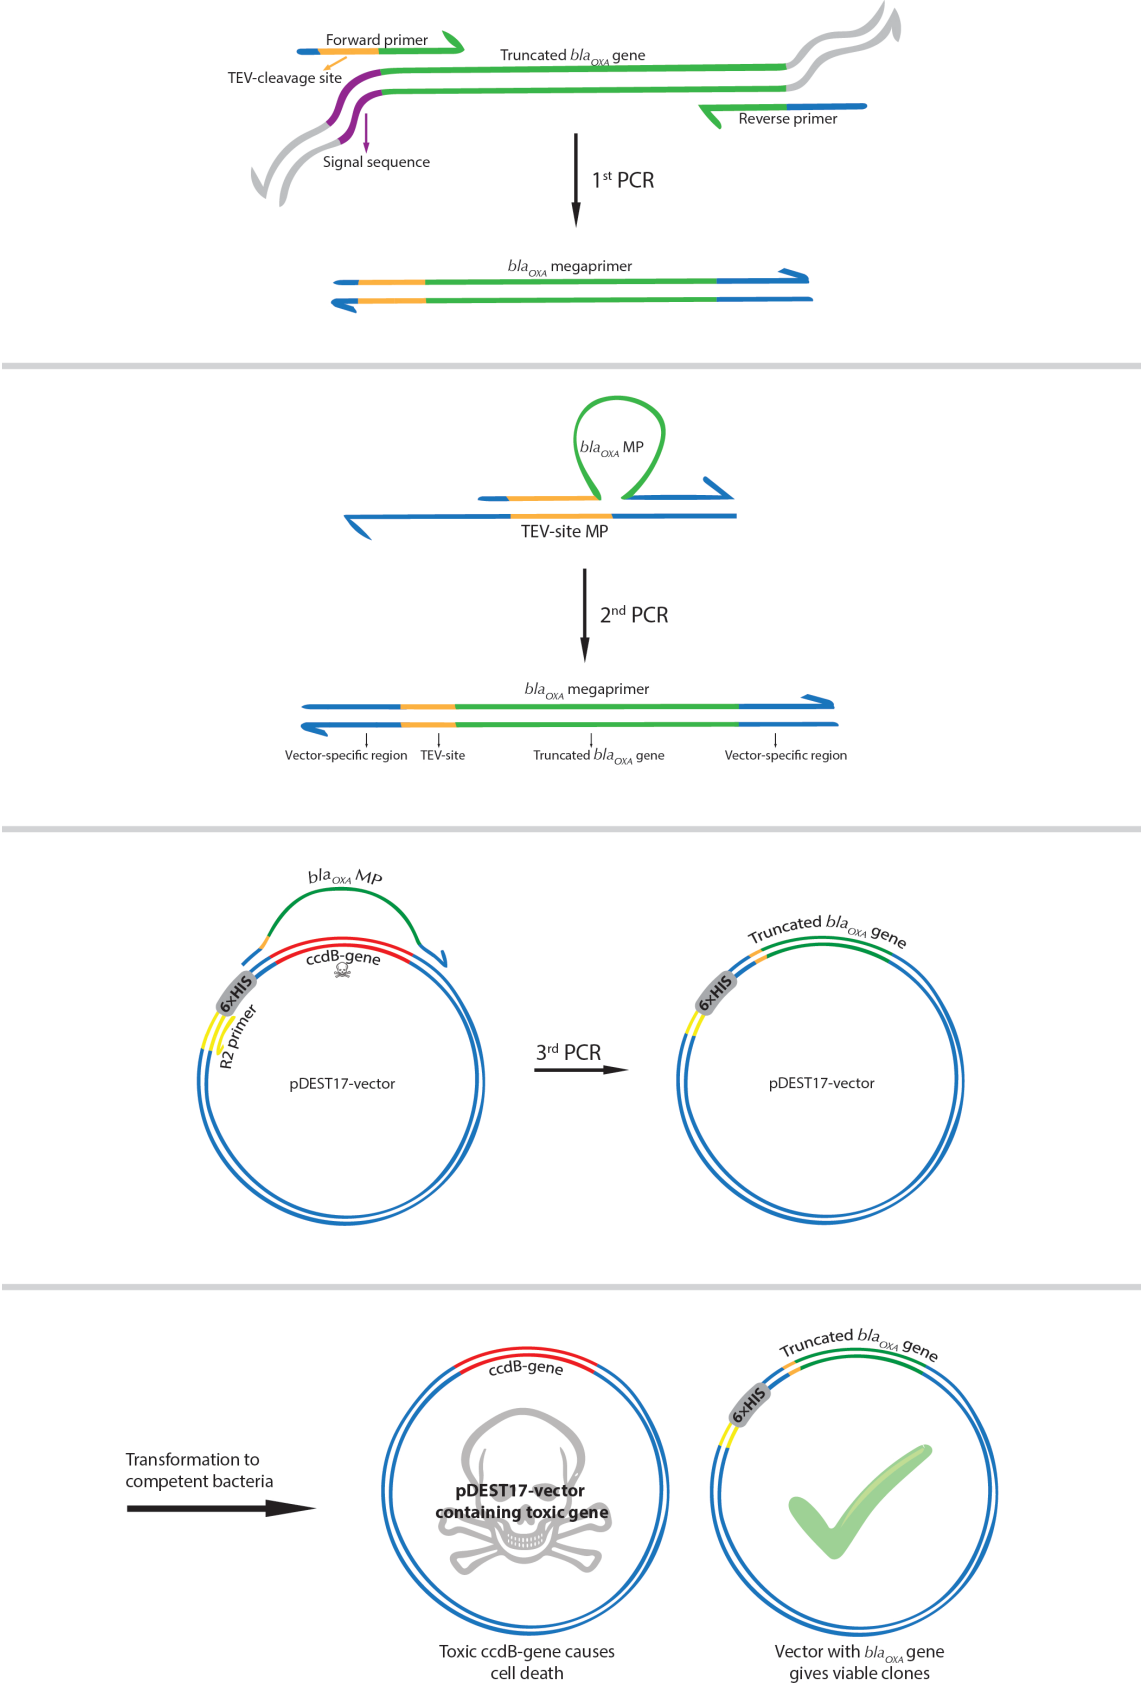 Forward primer
Truncated blaOXA gene
TEV-cleavage site
Reverse primer
Signal sequence
1st PCR
blaOXA megaprimer
blaOXA MP
TEV-site MP
2nd PCR
blaOXA megaprimer
Vector-specific region
TEV-site
Truncated blaOXA gene
Vector-specific region
blaOXA MP
ccdB-gene
6xHIS
R2 primer
pDEST17-vector
3rd PCR
Truncated blaOXA gene
6xHIS
pDEST17-vector
Transformation to
competent bacteria
ccdB-gene
pDEST17-vector
containing toxic gene
Toxic ccdB-gene causes
cell death
Truncated blaOXA gene
6xHIS
Vector with blaOXA gene
gives viable clones